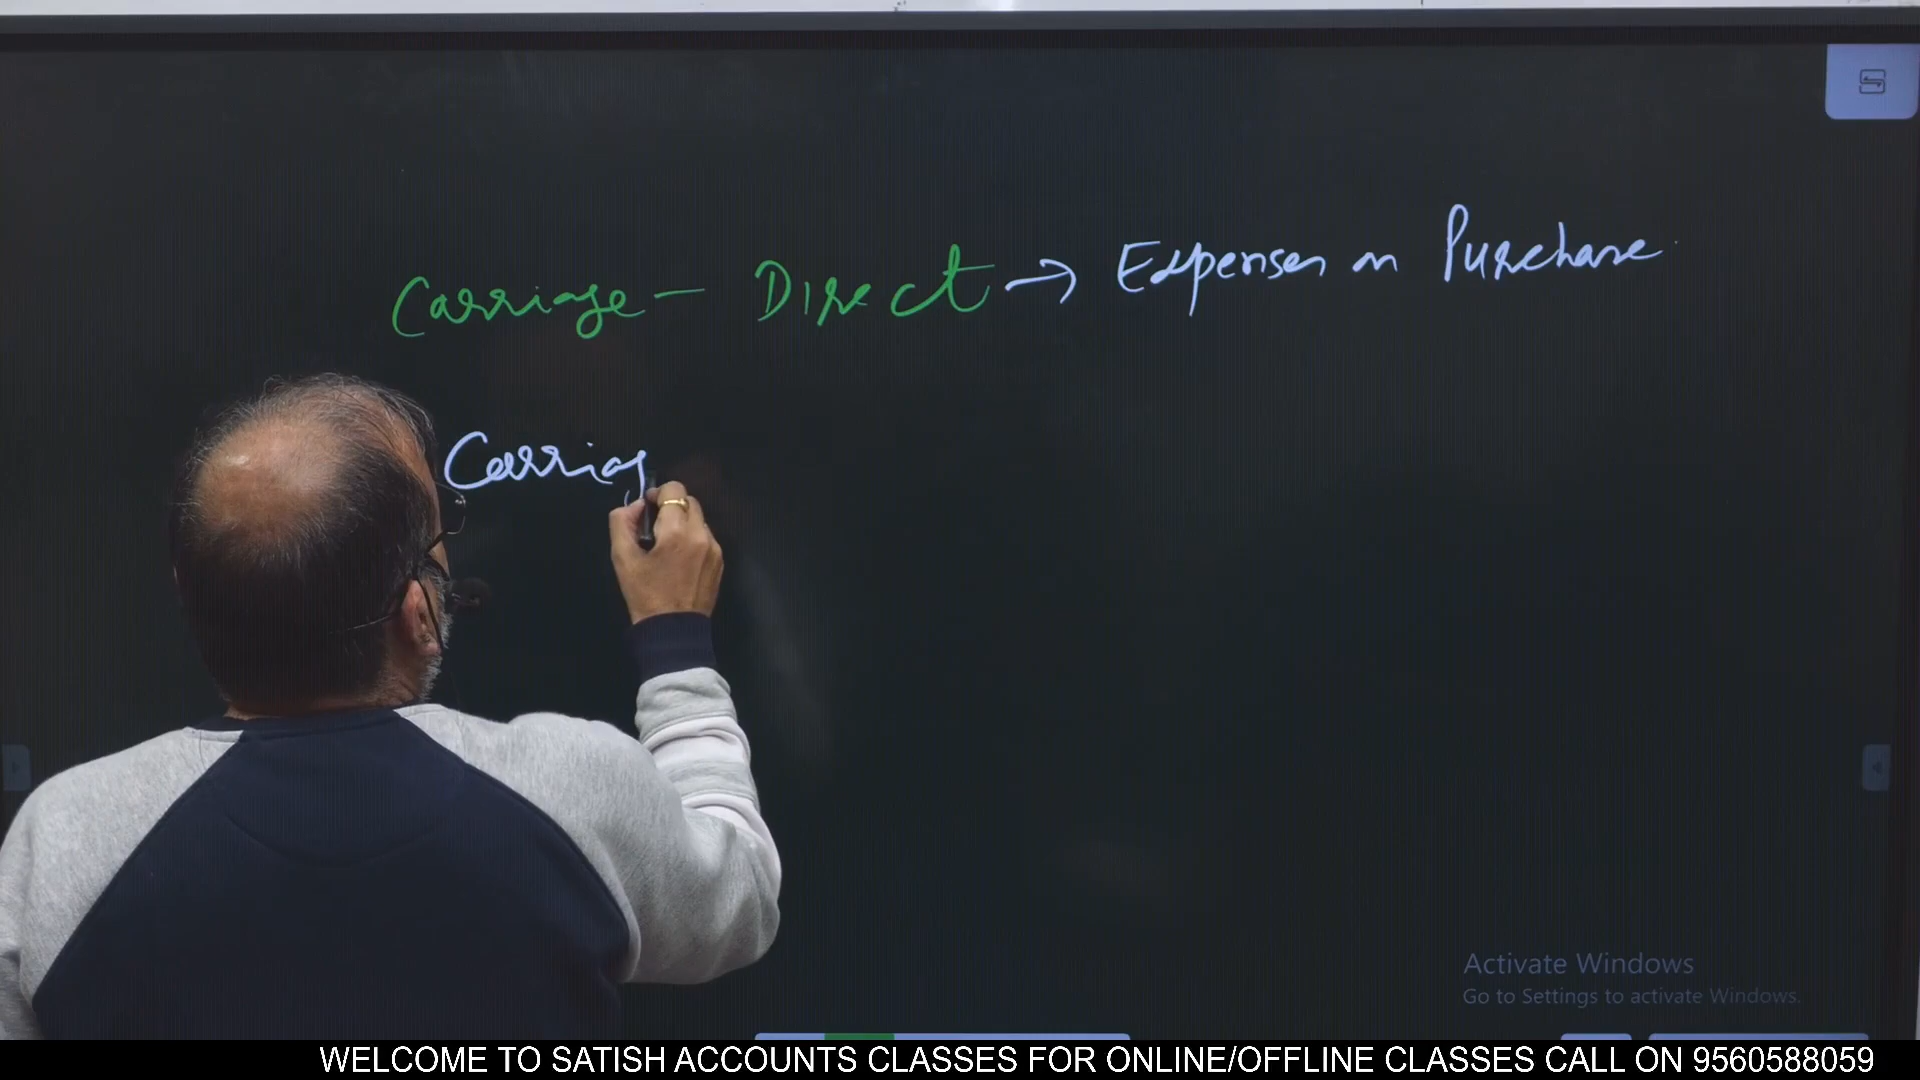 Carriage - Direct → Expenses on Purchase
Carriag
Activate Windows
Go to Settings to activate Windows.
WELCOME TO SATISH ACCOUNTS CLASSES FOR ONLINE/OFFLINE CLASSES CALL ON 9560588059